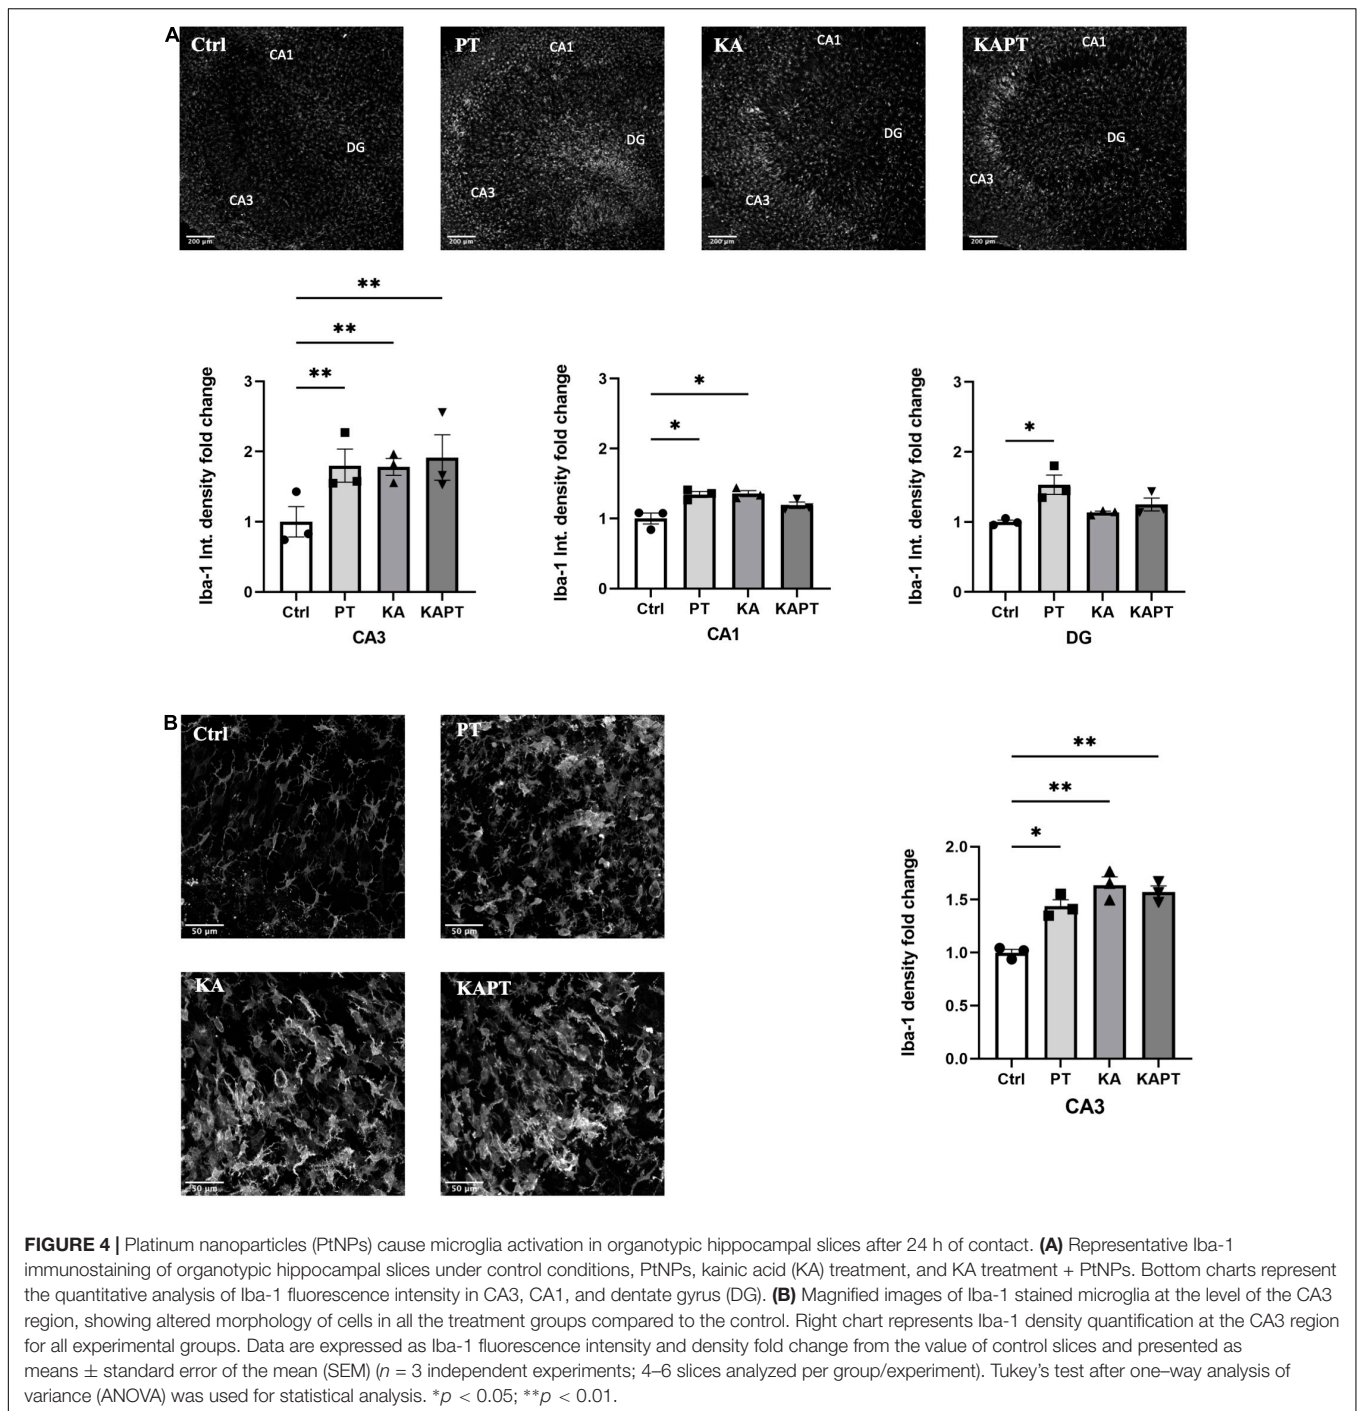 A
Ctrl
CA1
DG
CA3
200 µm
PT
CA1
DG
CA3
200 µm
KA
CA1
DG
CA3
200 µm
KAPT
CA1
DG
CA3
200 µm
**
**
**
Iba-1 Int. density fold change
3
2
1
0
Ctrl PT KA KAPT
CA3
*
*
Iba-1 Int. density fold change
3
2
1
0
Ctrl PT KA KAPT
CA1
*
Iba-1 Int. density fold change
3
2
1
0
Ctrl PT KA KAPT
DG
B
Ctrl
50 µm
PT
50 µm
KA
50 µm
KAPT
50 µm
**
**
*
Iba-1 density fold change
2.0
1.5
1.0
0.5
0.0
Ctrl PT KA KAPT
CA3
FIGURE 4 | Platinum nanoparticles (PtNPs) cause microglia activation in organotypic hippocampal slices after 24 h of contact. (A) Representative Iba-1
immunostaining of organotypic hippocampal slices under control conditions, PtNPs, kainic acid (KA) treatment, and KA treatment + PtNPs. Bottom charts represent
the quantitative analysis of Iba-1 fluorescence intensity in CA3, CA1, and dentate gyrus (DG). (B) Magnified images of Iba-1 stained microglia at the level of the CA3
region, showing altered morphology of cells in all the treatment groups compared to the control. Right chart represents Iba-1 density quantification at the CA3 region
for all experimental groups. Data are expressed as Iba-1 fluorescence intensity and density fold change from the value of control slices and presented as
means ± standard error of the mean (SEM) (n = 3 independent experiments; 4–6 slices analyzed per group/experiment). Tukey's test after one–way analysis of
variance (ANOVA) was used for statistical analysis. *p < 0.05; **p < 0.01.